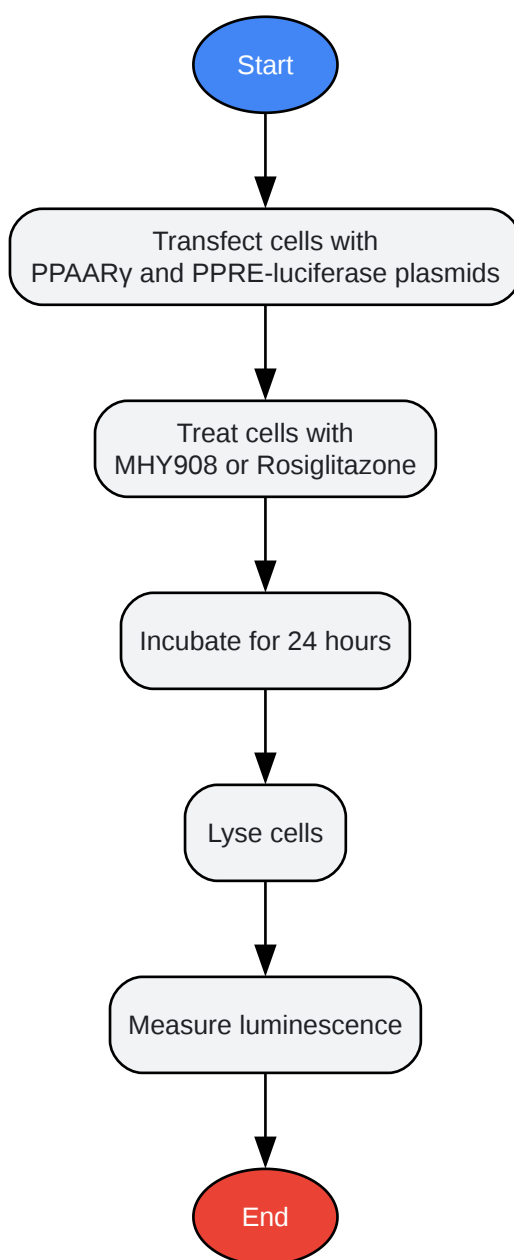 Start
Transfect cells with
PPAARγ and PPRE-luciferase plasmids
Treat cells with
MHY908 or Rosiglitazone
Incubate for 24 hours
Lyse cells
Measure luminescence
End